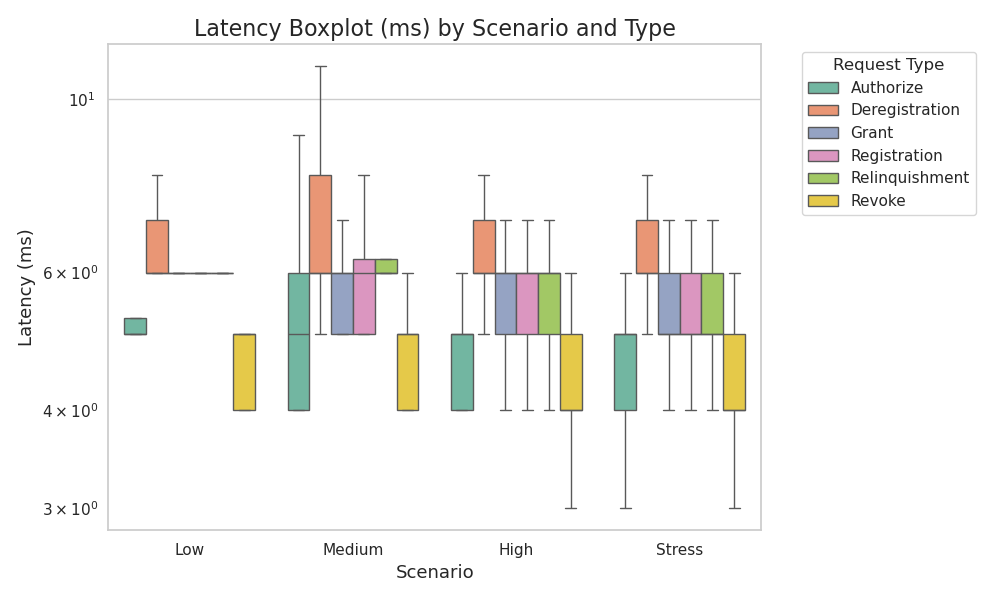 Latency Boxplot (ms) by Scenario and Type
Request Type
Authorize
Deregistration
Grant
Registration
Relinquishment
Revoke
Latency (ms)
10¹
6 × 10⁰
4 × 10⁰
3 × 10⁰
Low Medium High Stress
Scenario